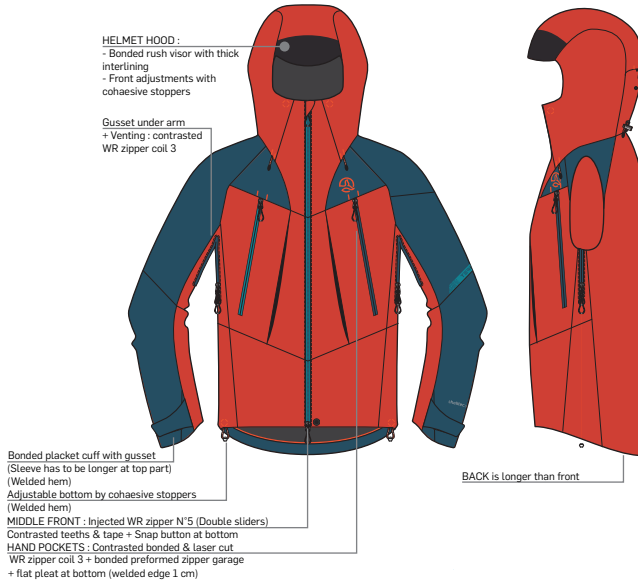 HELMET HOOD :
- Bonded rush visor with thick
interlining
- Front adjustments with
cohaesive stoppers
Gusset under arm
+ Venting : contrasted
WR zipper coil 3
Bonded placket cuff with gusset
(Sleeve has to be longer at top part)
(Welded hem)
Adjustable bottom by cohaesive stoppers
(Welded hem)
MIDDLE FRONT : Injected WR zipper N°5 (Double sliders)
Contrasted teeths & tape + Snap button at bottom
HAND POCKETS : Contrasted bonded & laser cut
WR zipper coil 3 + bonded preformed zipper garage
+ flat pleat at bottom (welded edge 1 cm)
BACK is longer than front